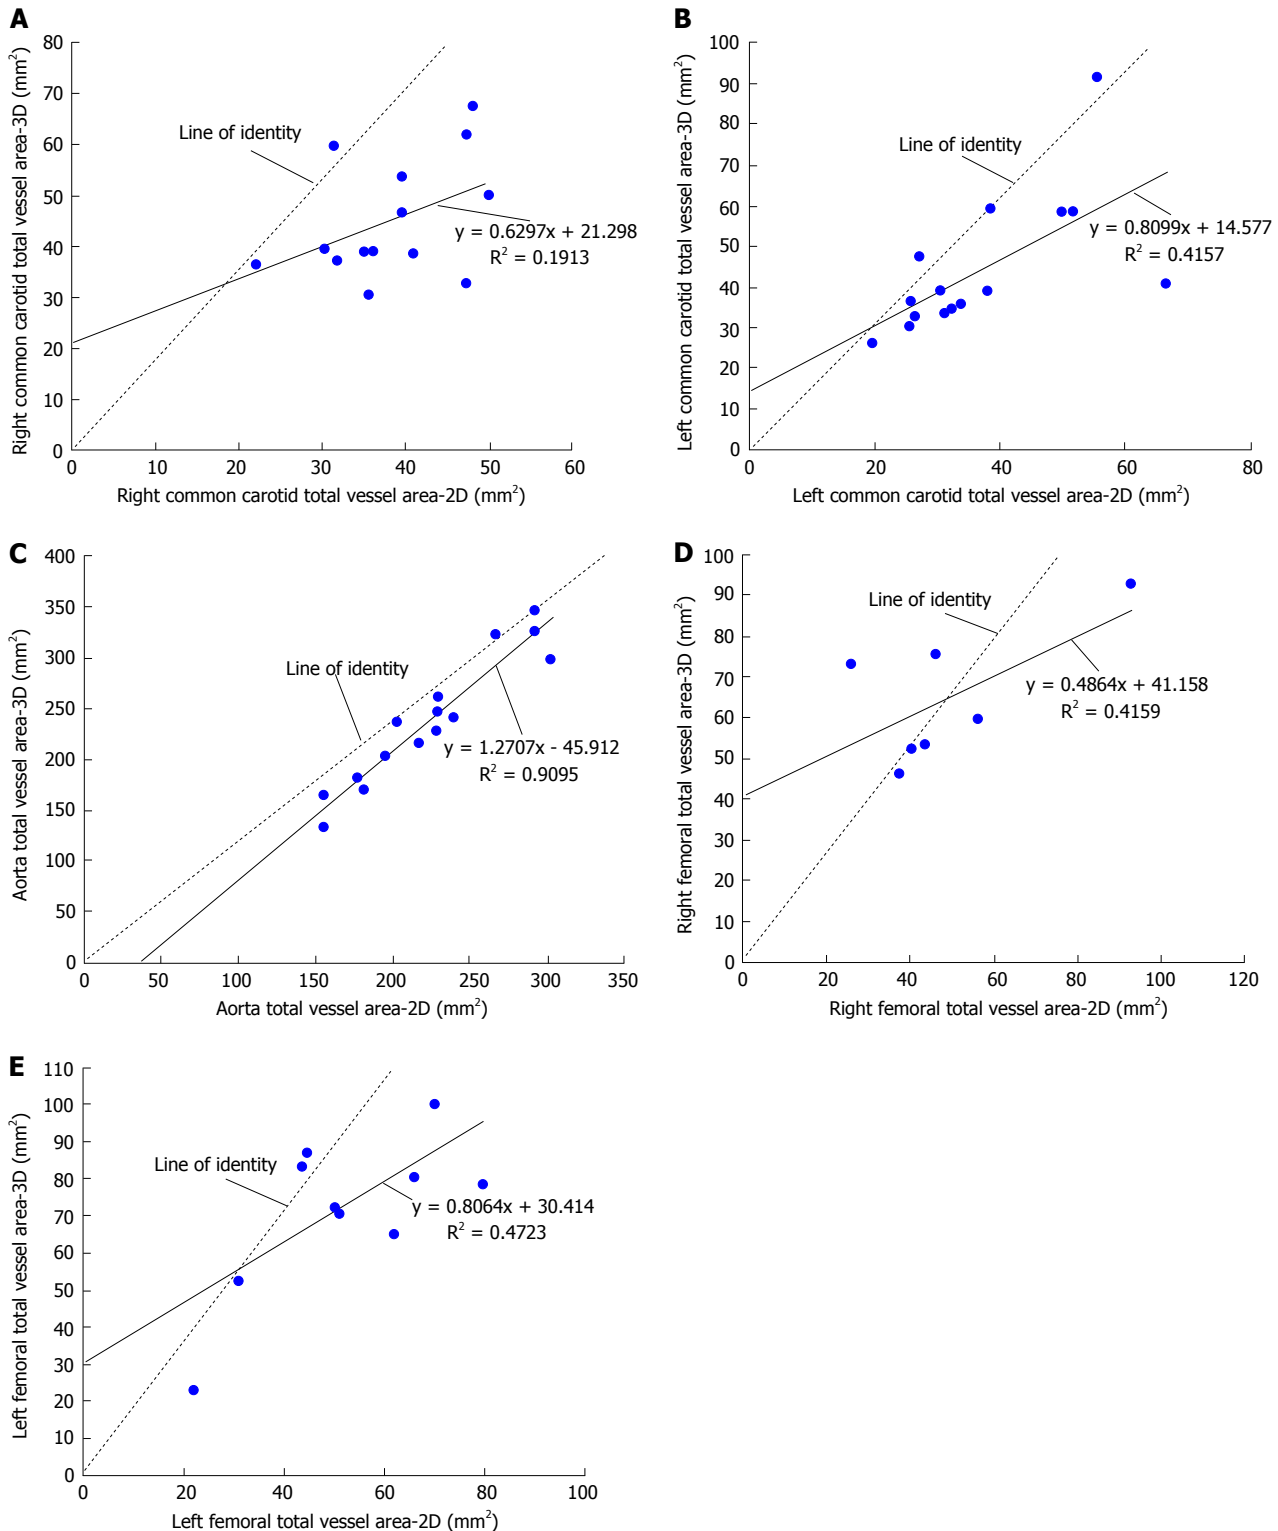 A
Right common carotid total vessel area-3D (mm²)
80
70
60
50
40
30
20
10
0
Line of identity
y = 0.6297x + 21.298
R² = 0.1913
0 10 20 30 40 50 60
Right common carotid total vessel area-2D (mm²)
B
Left common carotid total vessel area-3D (mm²)
100
90
80
70
60
50
40
30
20
10
0
Line of identity
y = 0.8099x + 14.577
R² = 0.4157
0 20 40 60 80
Left common carotid total vessel area-2D (mm²)
C
Aorta total vessel area-3D (mm²)
400
350
300
250
200
150
100
50
0
Line of identity
y = 1.2707x - 45.912
R² = 0.9095
0 50 100 150 200 250 300 350
Aorta total vessel area-2D (mm²)
D
Right femoral total vessel area-3D (mm²)
100
90
80
70
60
50
40
30
20
10
0
Line of identity
y = 0.4864x + 41.158
R² = 0.4159
0 20 40 60 80 100 120
Right femoral total vessel area-2D (mm²)
E
Left femoral total vessel area-3D (mm²)
110
100
90
80
70
60
50
40
30
20
10
0
Line of identity
y = 0.8064x + 30.414
R² = 0.4723
0 20 40 60 80 100
Left femoral total vessel area-2D (mm²)